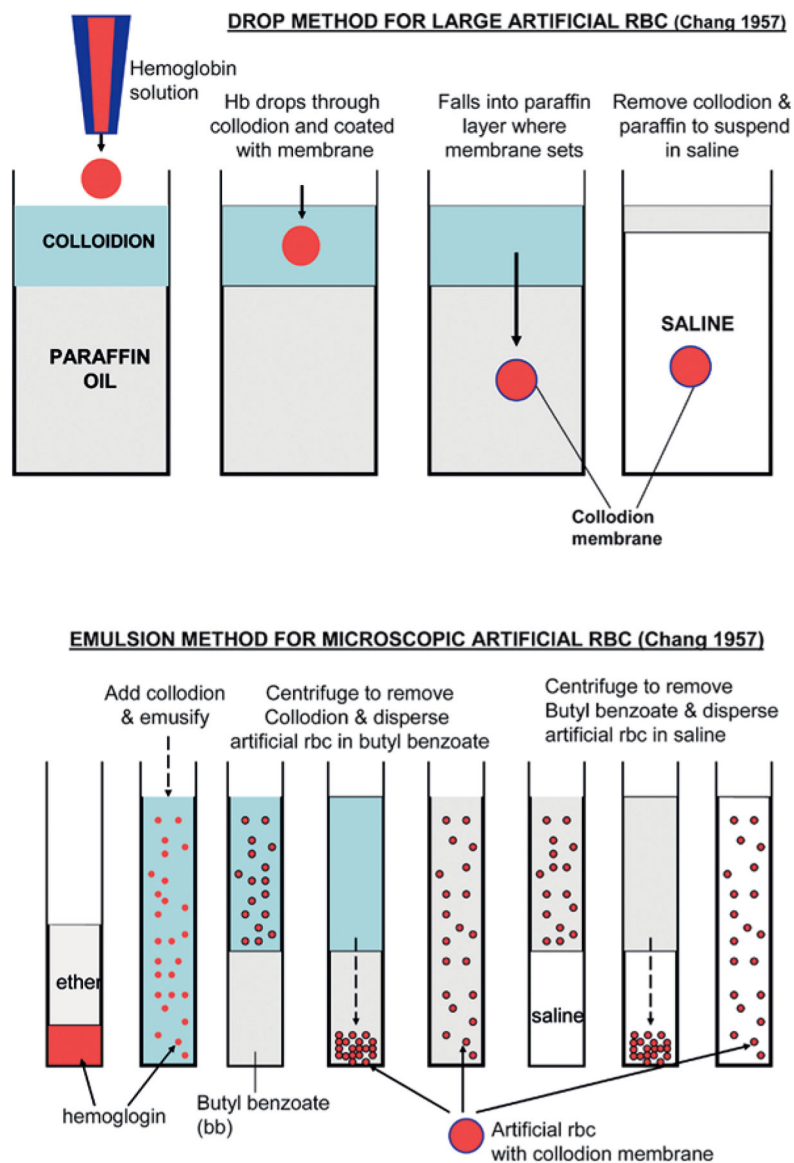 DROP METHOD FOR LARGE ARTIFICIAL RBC (Chang 1957)
Hemoglobin
solution
Hb drops through
collodion and coated
with membrane
Falls into paraffin
layer where
membrane sets
Remove collodion &
paraffin to suspend
in saline
COLLOIDION
PARAFFIN
OIL
SALINE
Collodion
membrane
EMULSION METHOD FOR MICROSCOPIC ARTIFICIAL RBC (Chang 1957)
Add collodion
& emusify
Centrifuge to remove
Collodion & disperse
artificial rbc in butyl benzoate
Centrifuge to remove
Butyl benzoate & disperse
artificial rbc in saline
ether
saline
hemoglogin
Butyl benzoate
(bb)
Artificial rbc
with collodion membrane